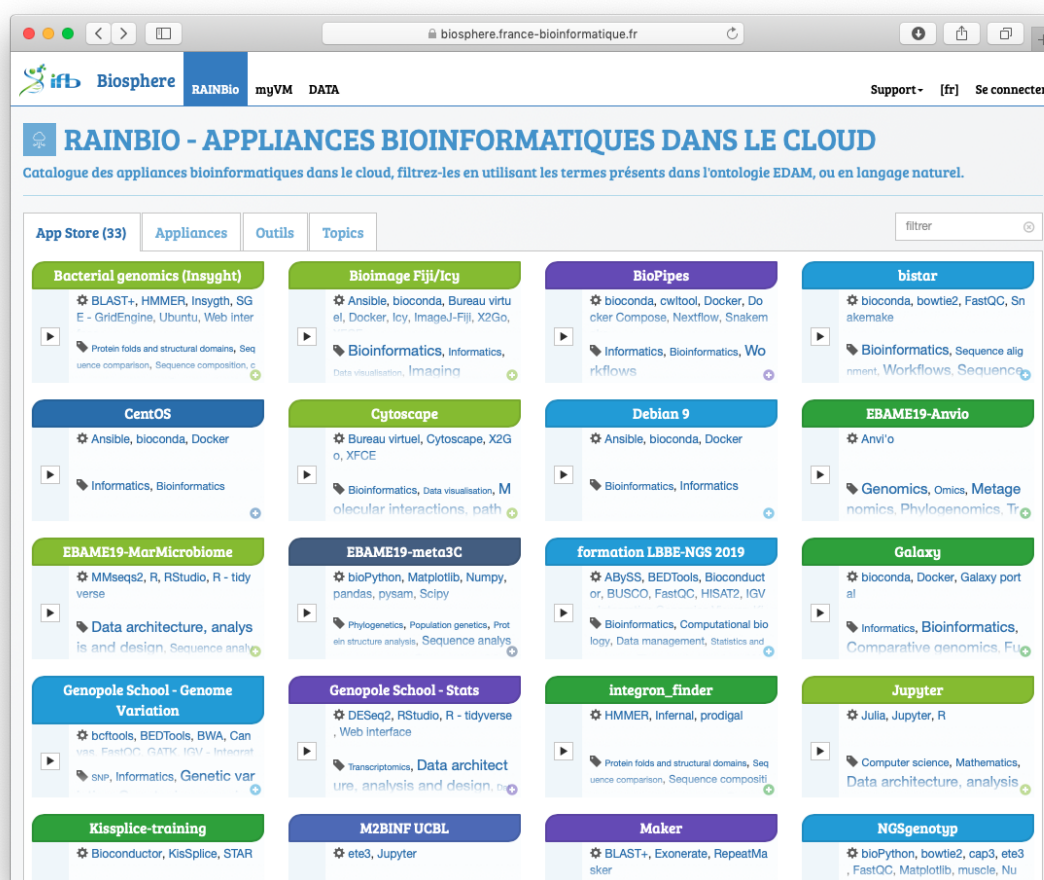 biosphere.france-bioinformatique.fr
ifb Biosphere RAINBio myVM DATA Support [fr] Se connecter
RAINBIO - APPLIANCES BIOINFORMATIQUES DANS LE CLOUD
Catalogue des appliances bioinformatiques dans le cloud, filtrez-les en utilisant les termes présents dans l'ontologie EDAM, ou en langage naturel.
App Store (33) Appliances Outils Topics filtrer
Bacterial genomics (Insyght)
BLAST+, HMMER, Insygth, SG
E - GridEngine, Ubuntu, Web inter
Protein folds and structural domains, Seq
uence comparison, Sequence composition, c
Bioimage Fiji/Icy
Ansible, bioconda, Bureau virtu
el, Docker, Icy, ImageJ-Fiji, X2Go,
Bioinformatics, Informatics,
Data visualisation, Imaging
BioPipes
bioconda, cwltool, Docker, Do
cker Compose, Nextflow, Snakem
Informatics, Bioinformatics, Wo
rkflows
bistar
bioconda, bowtie2, FastQC, Sn
akemake
Bioinformatics, Sequence alig
nment, Workflows, Sequence
CentOS
Ansible, bioconda, Docker
Informatics, Bioinformatics
Cytoscape
Bureau virtuel, Cytoscape, X2G
o, XFCE
Bioinformatics, Data visualisation, M
olecular interactions, path
Debian 9
Ansible, bioconda, Docker
Bioinformatics, Informatics
EBAME19-Anvio
Anvi'o
Genomics, Omics, Metage
nomics, Phylogenomics, Tr
EBAME19-MarMicrobiome
MMseqs2, R, RStudio, R - tidy
verse
Data architecture, analys
is and design, Sequence analy
EBAME19-meta3C
bioPython, Matplotlib, Numpy,
pandas, pysam, Scipy
Phylogenetics, Population genetics, Prot
ein structure analysis, Sequence analys
formation LBBE-NGS 2019
ABySS, BEDTools, Bioconduct
or, BUSCO, FastQC, HISAT2, IGV
Bioinformatics, Computational bio
logy, Data management, Statistics and
Galaxy
bioconda, Docker, Galaxy port
al
Informatics, Bioinformatics,
Comparative genomics, Fu
Genopole School - Genome
Variation
bcftools, BEDTools, BWA, Can
vas, FastQC, GATK, IGV - Integrat
SNP, Informatics, Genetic var
Genopole School - Stats
DESeq2, RStudio, R - tidyverse
, Web interface
Transcriptomics, Data architect
ure, analysis and design,
integron_finder
HMMER, Infernal, prodigal
Protein folds and structural domains, Seq
uence comparison, Sequence compositi
Jupyter
Julia, Jupyter, R
Computer science, Mathematics,
Data architecture, analysis
Kissplice-training
Bioconductor, KisSplice, STAR
M2BINF UCBL
ete3, Jupyter
Maker
BLAST+, Exonerate, RepeatMa
sker
NGSgenotyp
bioPython, bowtie2, cap3, ete3
, FastQC, Matplotlib, muscle, Nu